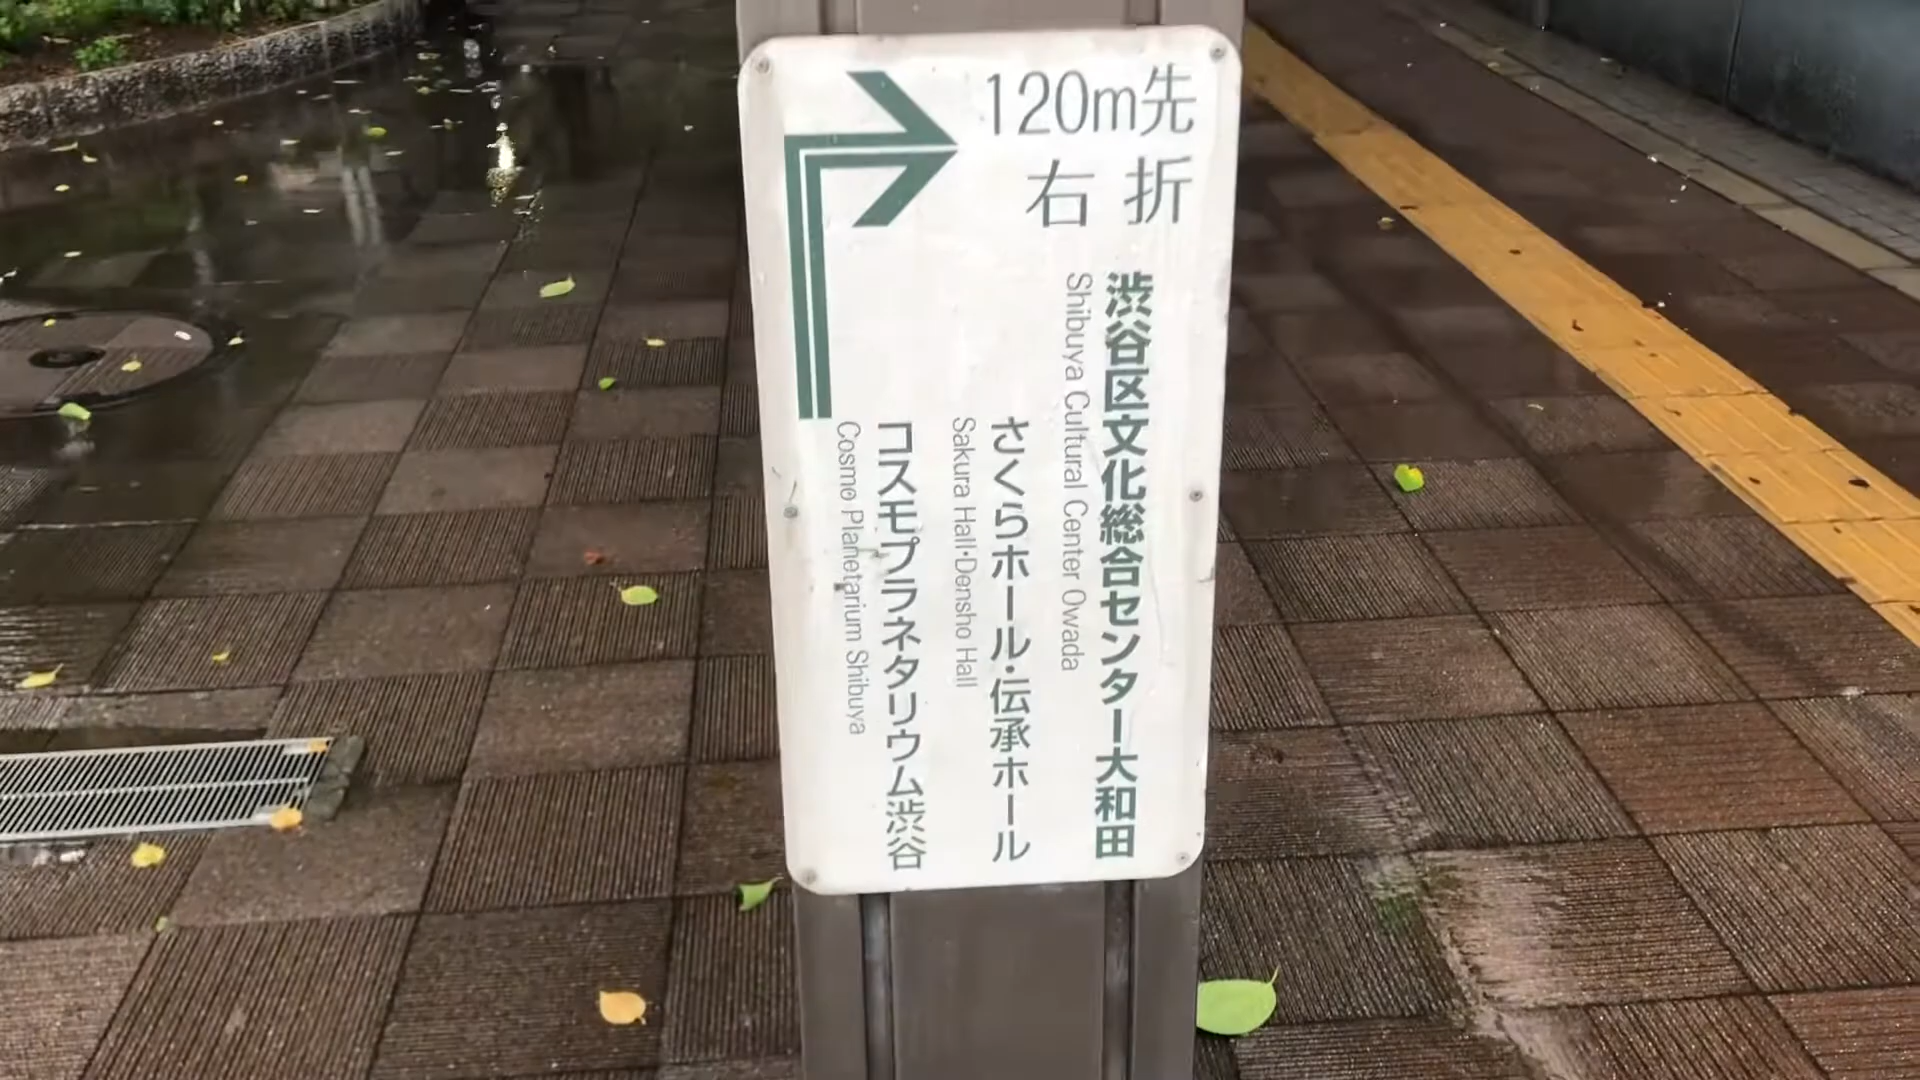 120m先
右折
渋谷区文化総合センター大和田
Shibuya Cultural Center Owada
さくらホール・伝承ホール
Sakura Hall・Densho Hall
コスモプラネタリウム渋谷
Cosmo Planetarium Shibuya